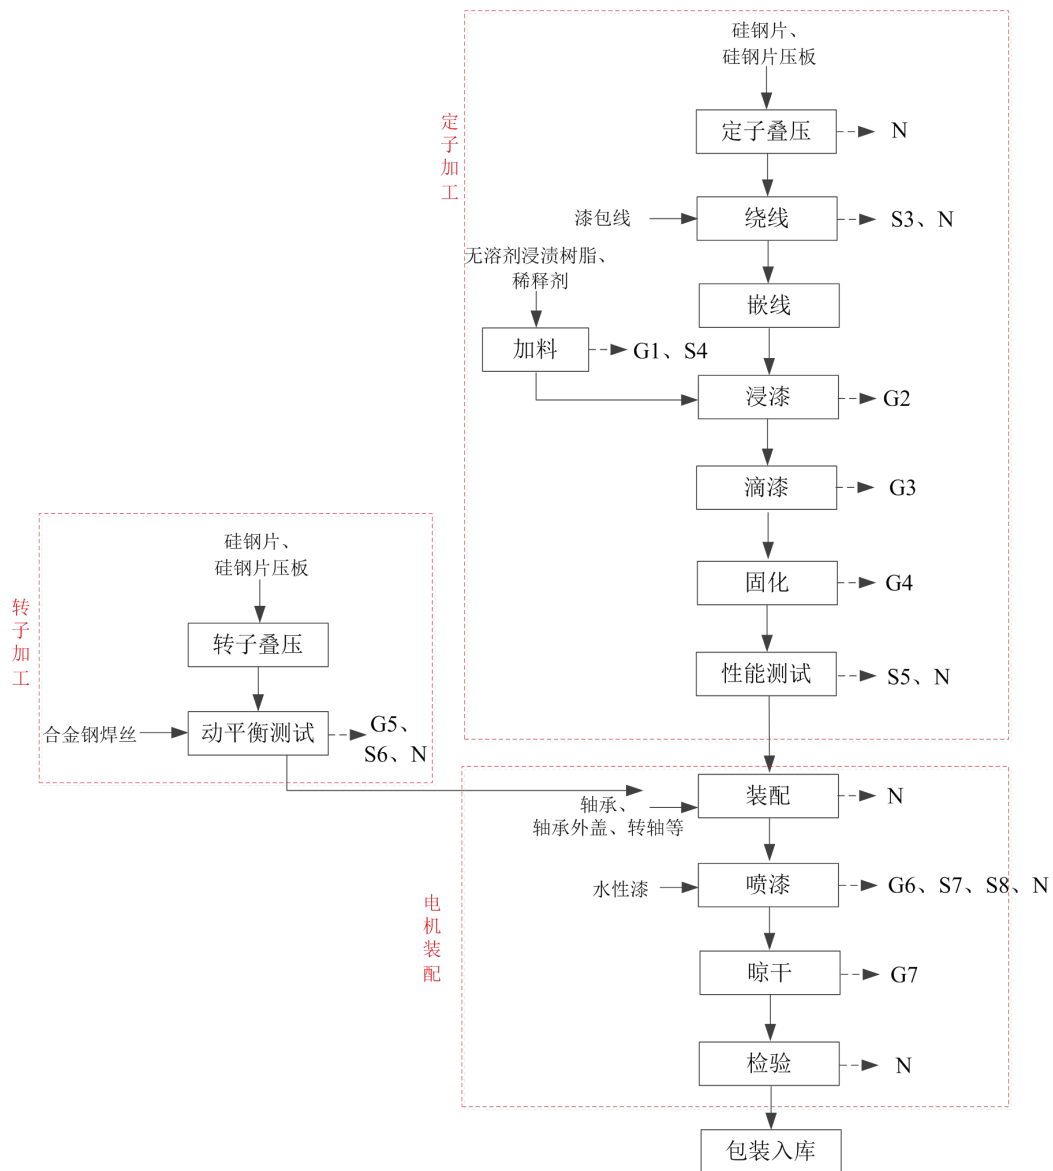 硅钢片、
硅钢片压板
定子加工
定子叠压
N
漆包线
绕线
S3、N
无溶剂浸渍树脂、
稀释剂
嵌线
加料
G1、S4
浸漆
G2
滴漆
G3
硅钢片、
硅钢片压板
固化
G4
转子加工
转子叠压
性能测试
S5、N
合金钢焊丝
动平衡测试
G5、
S6、N
装配
N
轴承、
轴承外盖、转轴等
电机装配
水性漆
喷漆
G6、S7、S8、N
晾干
G7
检验
N
包装入库